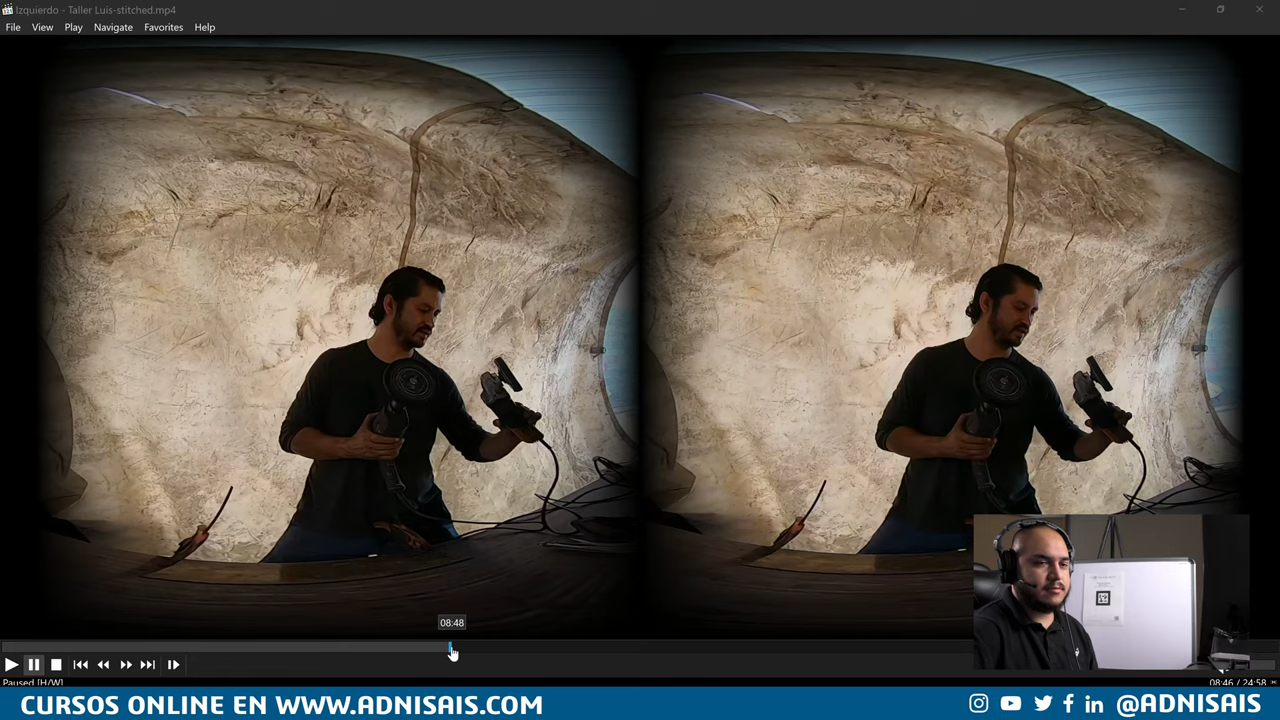 Izquierdo - Taller Luis-stitched.mp4
File View Play Navigate Favorites Help
08:48
Paused [H/W]
08:46 / 24:58
CURSOS ONLINE EN WWW.ADNISAIS.COM
@ADNISAIS